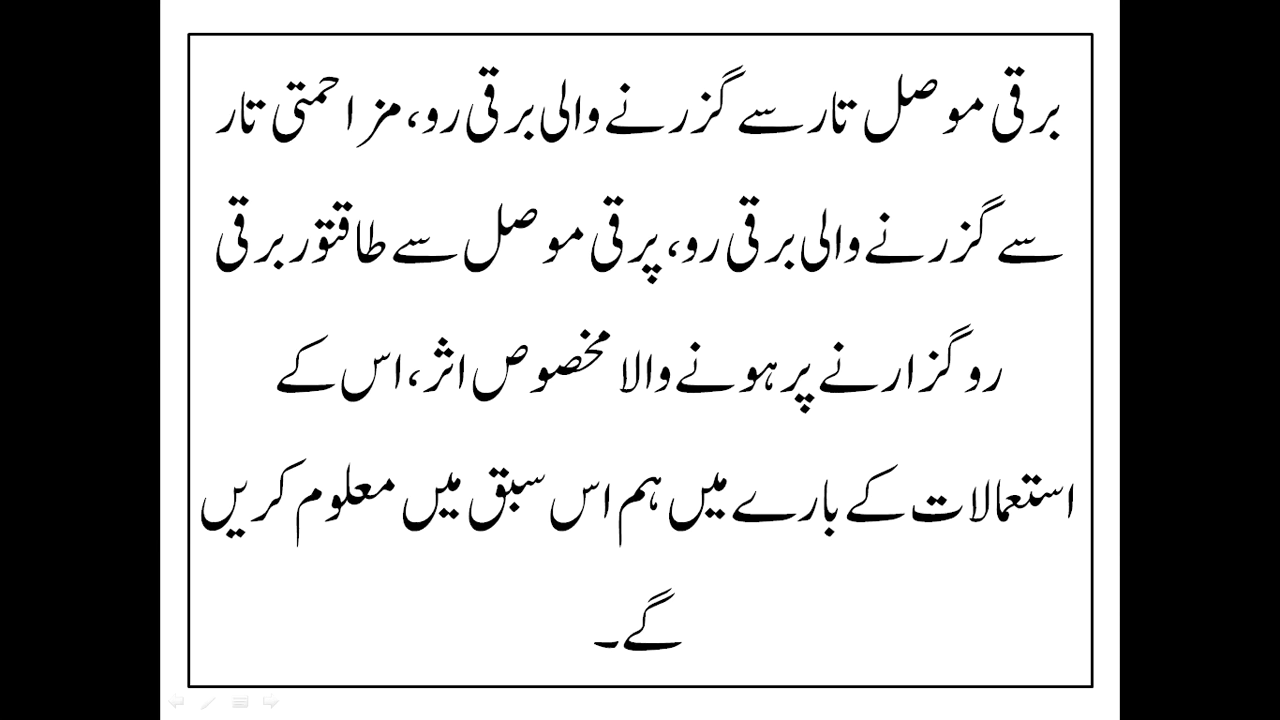 برقی موصل تار سے گزرنے والی برقی رو، مزاحمتی تار
سے گزرنے والی برقی رو، پرقی موصل سے طاقتور برقی
رو گزارنے پر ہونے والا مخصوص اثر، اس کے
استعمالات کے بارے میں ہم اس سبق میں معلوم کریں
گے۔